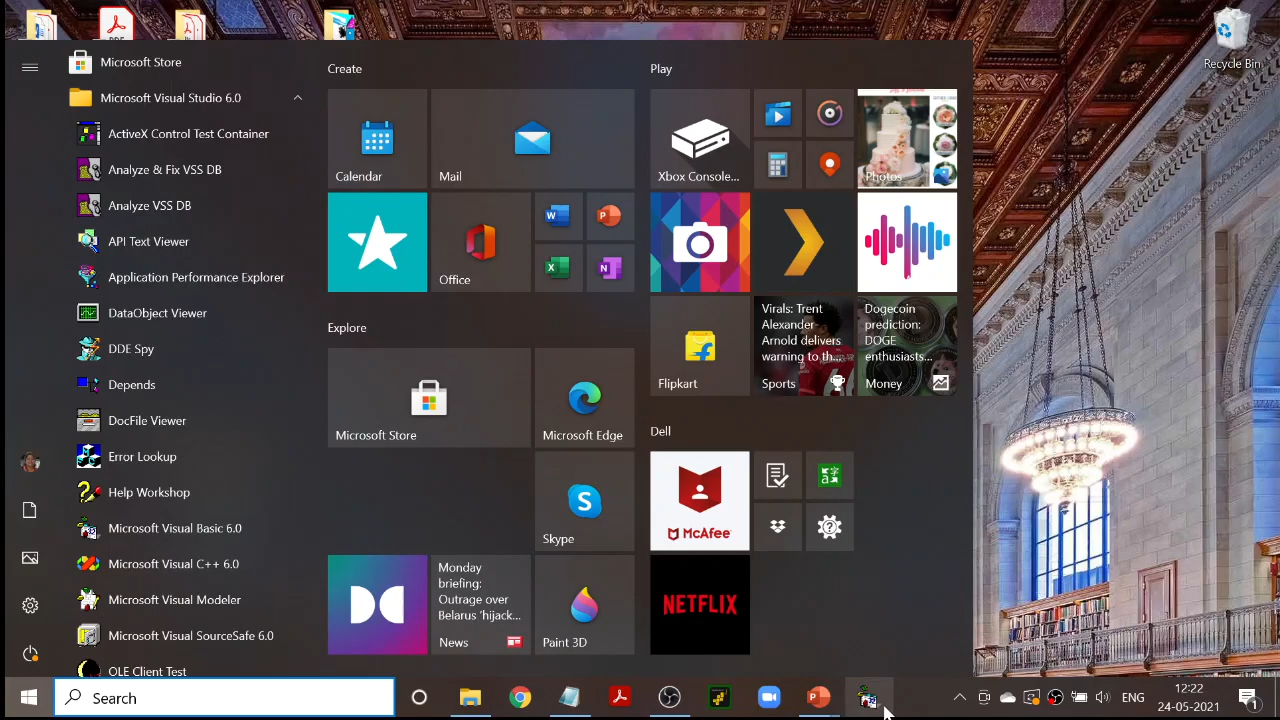 Recycle Bin
Microsoft Store
Microsoft Visual Studio 6.0
ActiveX Control Test Container
Analyze & Fix VSS DB
Analyze VSS DB
API Text Viewer
Application Performance Explorer
DataObject Viewer
DDE Spy
Depends
DocFile Viewer
Error Lookup
Help Workshop
Microsoft Visual Basic 6.0
Microsoft Visual C++ 6.0
Microsoft Visual Modeler
Microsoft Visual SourceSafe 6.0
OLE Client Test
Create
Calendar
Mail
Office
Explore
Microsoft Store
Microsoft Edge
Skype
Monday
briefing:
Outrage over
Belarus 'hijack...
News
Paint 3D
Play
Xbox Console...
Photos
Flipkart
Virals: Trent
Alexander
Arnold delivers
warning to th...
Sports
Dogecoin
prediction:
DOGE
enthusiasts...
Money
Dell
McAfee
NETFLIX
Search
ENG
12:22
24-05-2021
1